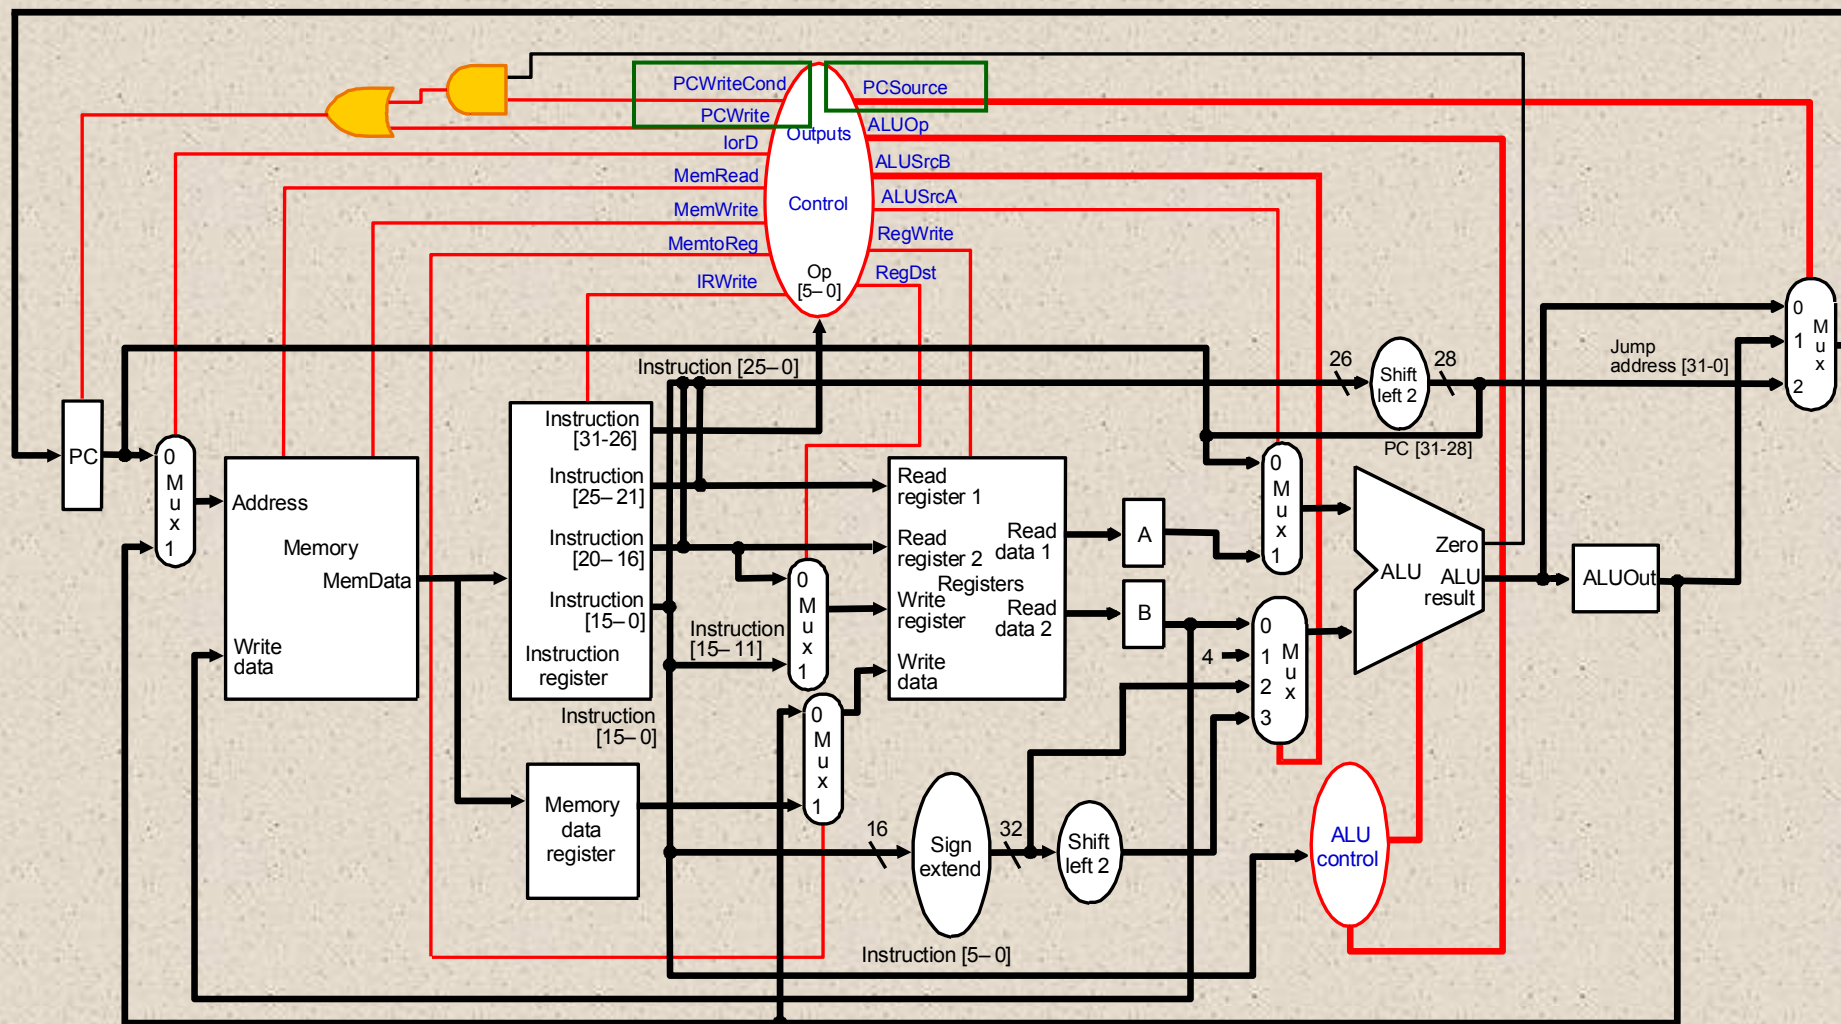 PCWriteCond
PCWrite
IorD
MemRead
MemWrite
MemtoReg
IRWrite
PCSource
ALUOp
ALUSrcB
ALUSrcA
RegWrite
RegDst
Outputs
Control
Op
[5–0]
Instruction [25–0]
26
Shift
left 2
28
Jump
address [31-0]
0
1
2
M
u
x
PC [31-28]
PC
0
M
u
x
1
Address
Memory
MemData
Write
data
Instruction
[31-26]
Instruction
[25–21]
Instruction
[20–16]
Instruction
[15–0]
Instruction
register
Instruction
[15–11]
Instruction
[15–0]
0
M
u
x
1
0
M
u
x
1
Memory
data
register
Read
register 1
Read
register 2
Registers
Write
register
Write
data
Read
data 1
Read
data 2
A
B
0
M
u
x
1
4
0
1
2
3
M
u
x
Zero
ALU
ALU
result
ALUOut
16
Sign
extend
32
Shift
left 2
ALU
control
Instruction [5–0]